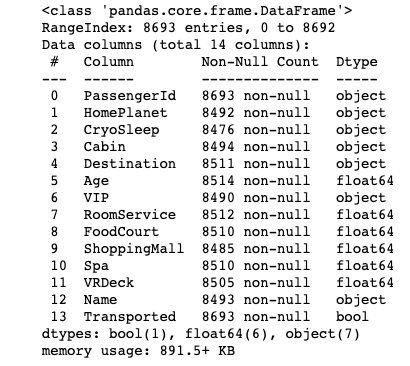 <class 'pandas.core.frame.DataFrame'>
RangeIndex: 8693 entries, 0 to 8692
Data columns (total 14 columns):
 #   Column        Non-Null Count  Dtype
---  ------        --------------  -----
 0   PassengerId   8693 non-null   object
 1   HomePlanet    8492 non-null   object
 2   CryoSleep     8476 non-null   object
 3   Cabin         8494 non-null   object
 4   Destination   8511 non-null   object
 5   Age           8514 non-null   float64
 6   VIP           8490 non-null   object
 7   RoomService   8512 non-null   float64
 8   FoodCourt     8510 non-null   float64
 9   ShoppingMall  8485 non-null   float64
 10  Spa           8510 non-null   float64
 11  VRDeck        8505 non-null   float64
 12  Name          8493 non-null   object
 13  Transported   8693 non-null   bool
dtypes: bool(1), float64(6), object(7)
memory usage: 891.5+ KB